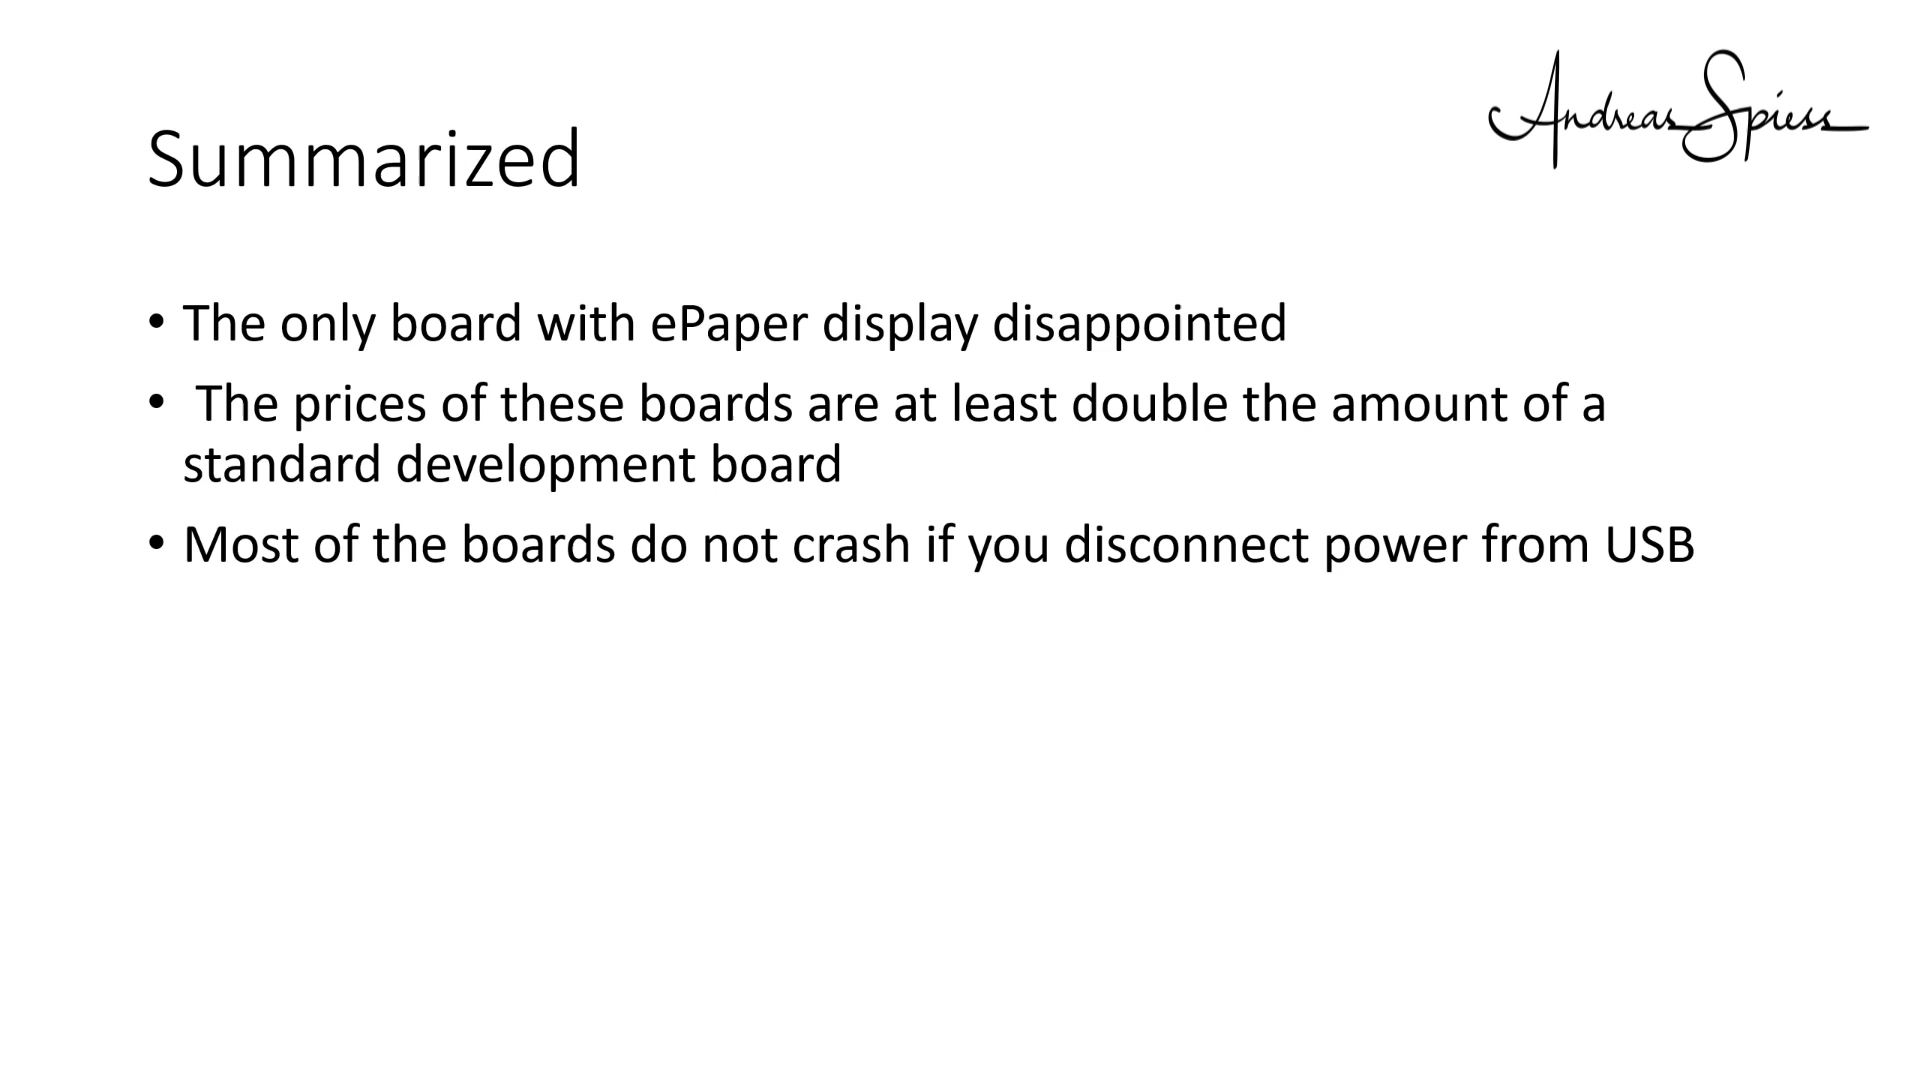 Andreas Spiess
Summarized
• The only board with ePaper display disappointed
• The prices of these boards are at least double the amount of a
standard development board
• Most of the boards do not crash if you disconnect power from USB